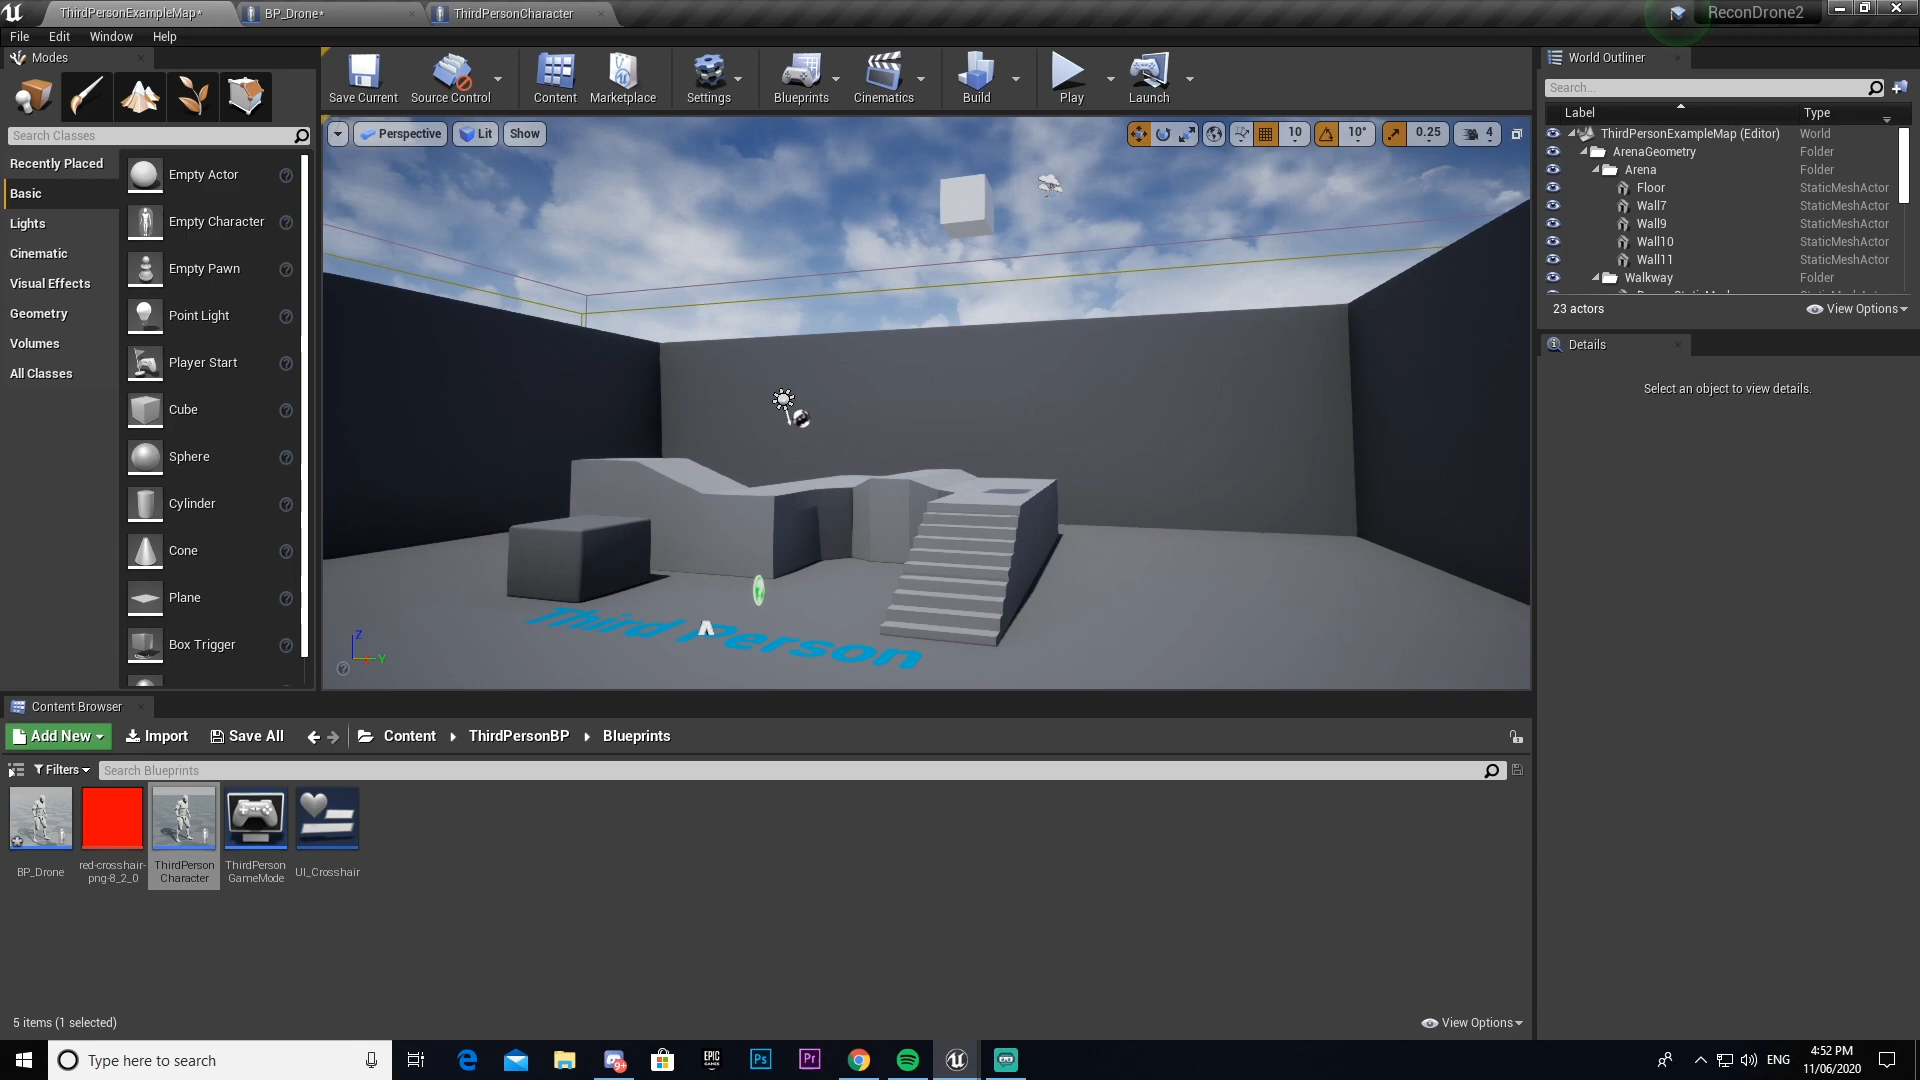 ThirdPersonExampleMap*
BP_Drone*
ThirdPersonCharacter
ReconDrone2
File Edit Window Help
Modes
Search Classes
Recently Placed
Basic
Lights
Cinematic
Visual Effects
Geometry
Volumes
All Classes
Empty Actor
Empty Character
Empty Pawn
Point Light
Player Start
Cube
Sphere
Cylinder
Cone
Plane
Box Trigger
Save Current
Source Control
Content
Marketplace
Settings
Blueprints
Cinematics
Build
Play
Launch
Perspective
Lit
Show
10
10°
0.25
4
Third Person
Z
Y
World Outliner
Search...
Label Type
ThirdPersonExampleMap (Editor) World
ArenaGeometry Folder
Arena Folder
Floor StaticMeshActor
Wall7 StaticMeshActor
Wall9 StaticMeshActor
Wall10 StaticMeshActor
Wall11 StaticMeshActor
Walkway Folder
23 actors
View Options
Details
Select an object to view details.
Content Browser
Add New
Import
Save All
Content
ThirdPersonBP
Blueprints
Filters
Search Blueprints
BP_Drone
red-crosshair-
png-8_2_0
ThirdPerson
Character
ThirdPerson
GameMode
UI_Crosshair
5 items (1 selected)
View Options
Type here to search
9+
EPIC
GAMES
Ps
Pr
ENG
4:52 PM
11/06/2020